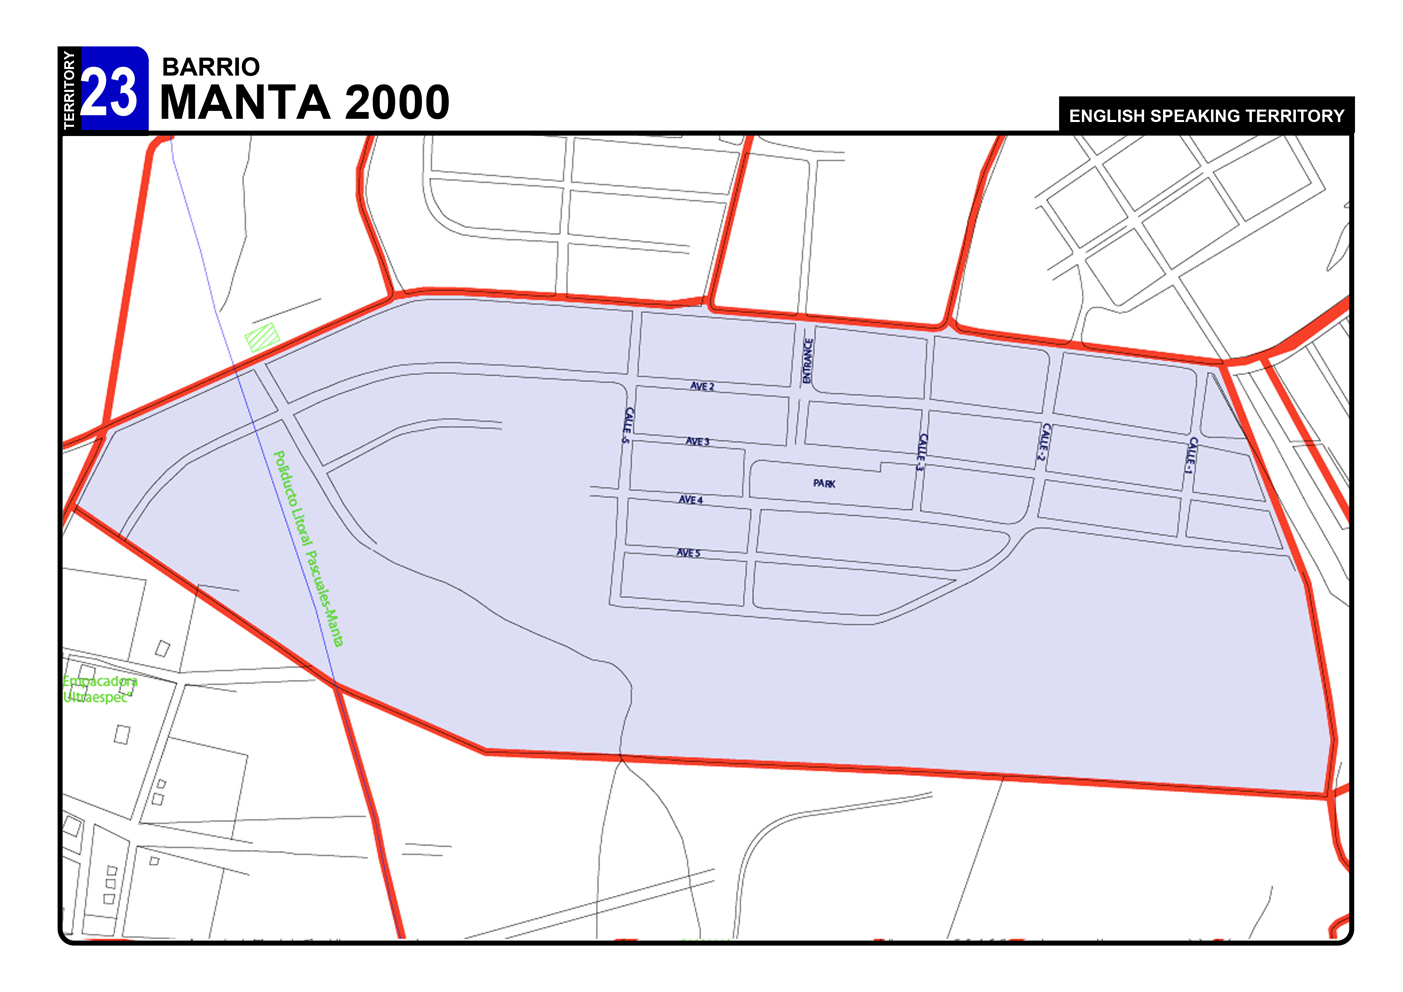 TERRITORY
23
BARRIO
MANTA 2000
ENGLISH SPEAKING TERRITORY
ENTRANCE
AVE 2
CALLE -5
AVE 3
CALLE -3
CALLE -2
CALLE -1
PARK
AVE 4
AVE 5
Poliducto Litoral Pascuales-Manta
Empacadora
Ultraespec"